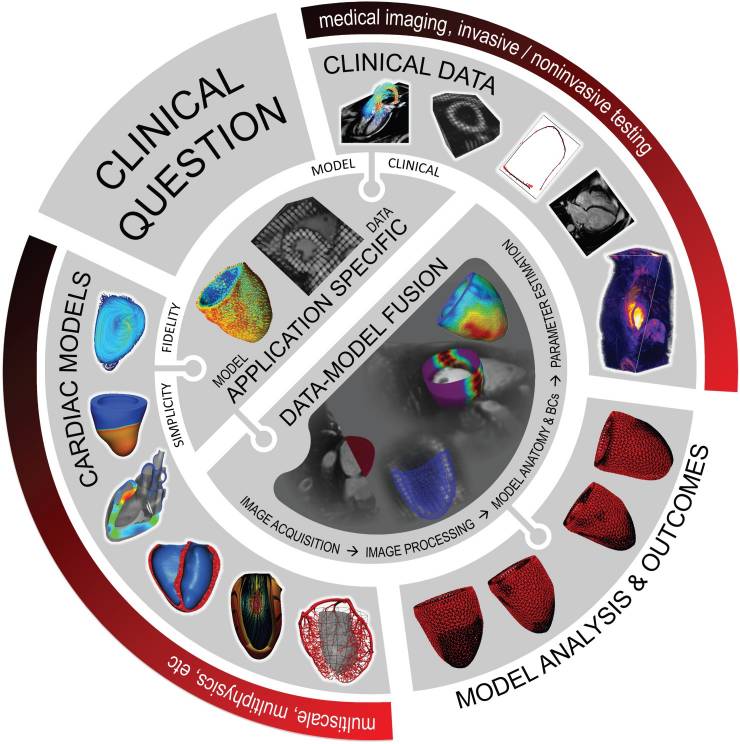 medical imaging, invasive / noninvasive testing
CLINICAL DATA
CLINICAL
QUESTION
MODEL
CLINICAL
DATA
MODEL
APPLICATION SPECIFIC
FIDELITY
SIMPLICITY
CARDIAC MODELS
DATA-MODEL FUSION
IMAGE ACQUISITION → IMAGE PROCESSING → MODEL ANATOMY & BCs → PARAMETER ESTIMATION
MODEL ANALYSIS & OUTCOMES
multiscale, multiphysics, etc